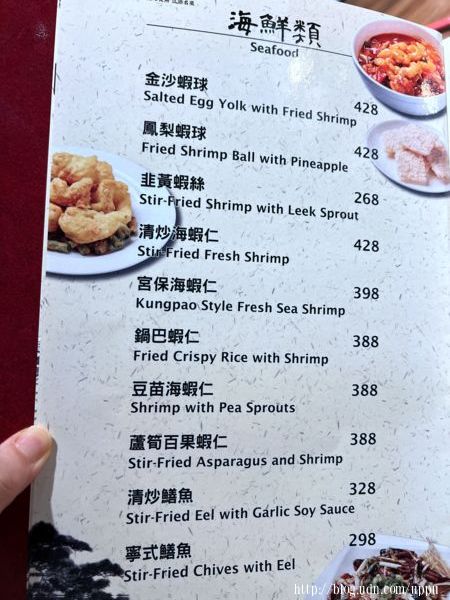 海鮮類
Seafood
金沙蝦球
Salted Egg Yolk with Fried Shrimp 428
鳳梨蝦球
Fried Shrimp Ball with Pineapple 428
韭黃蝦絲
Stir-Fried Shrimp with Leek Sprout 268
清炒海蝦仁
Stir-Fried Fresh Shrimp 428
宮保海蝦仁 398
Kungpao Style Fresh Sea Shrimp
鍋巴蝦仁 388
Fried Crispy Rice with Shrimp
豆苗海蝦仁 388
Shrimp with Pea Sprouts
蘆筍百果蝦仁 388
Stir-Fried Asparagus and Shrimp
清炒鱔魚 328
Stir-Fried Eel with Garlic Soy Sauce
寧式鱔魚 298
Stir-Fried Chives with Eel
http://blog.udn.com/uppu